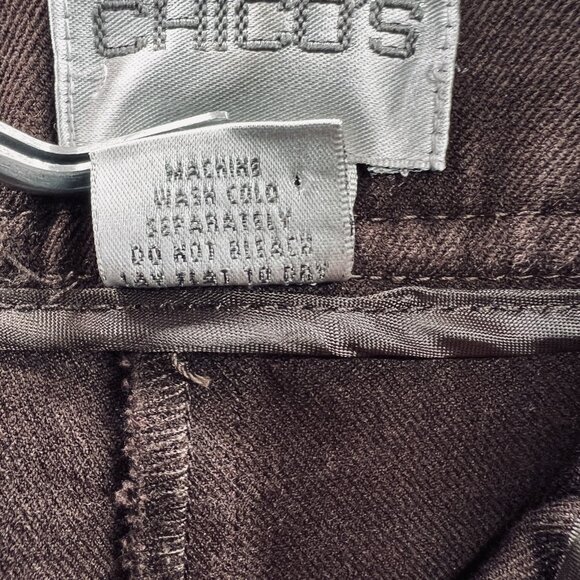 CHICO'S
MACHINE
WASH COLD
SEPARATELY
DO NOT BLEACH
LAY FLAT TO DRY